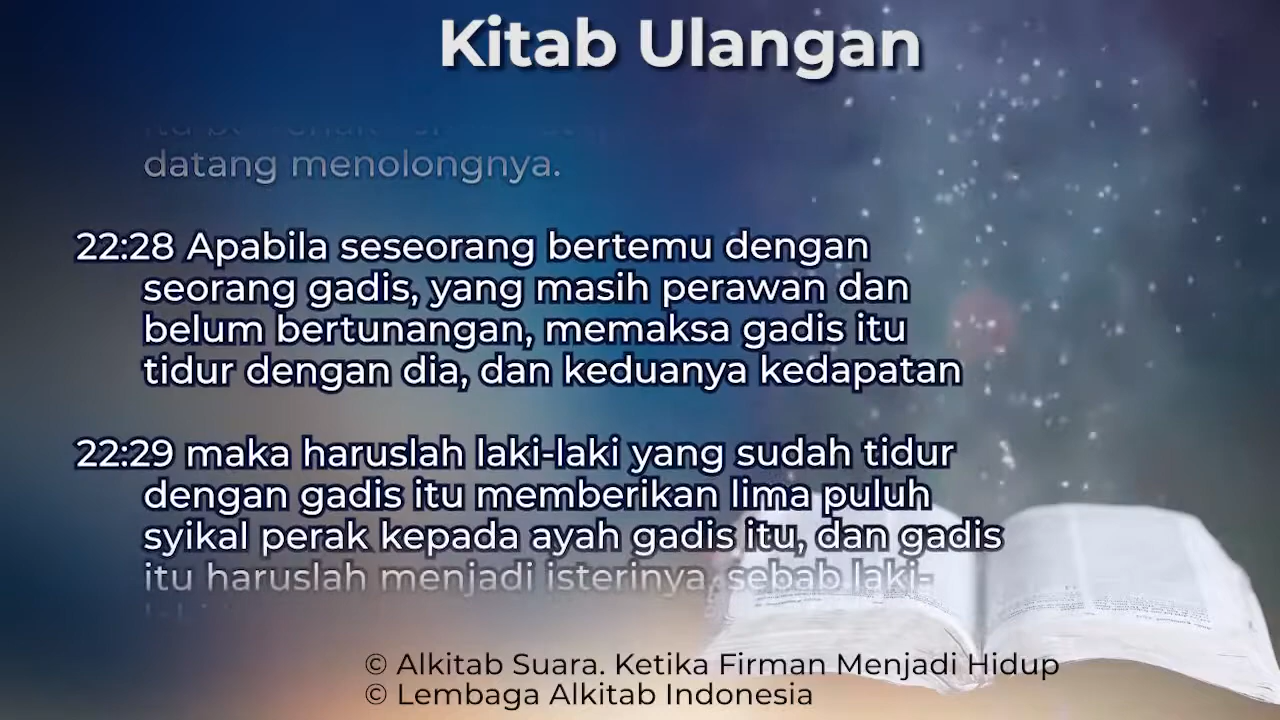 Kitab Ulangan
datang menolongnya.
22:28 Apabila seseorang bertemu dengan
seorang gadis, yang masih perawan dan
belum bertunangan, memaksa gadis itu
tidur dengan dia, dan keduanya kedapatan
22:29 maka haruslah laki-laki yang sudah tidur
dengan gadis itu memberikan lima puluh
syikal perak kepada ayah gadis itu, dan gadis
itu haruslah menjadi isterinya, sebab laki-
© Alkitab Suara. Ketika Firman Menjadi Hidup
© Lembaga Alkitab Indonesia